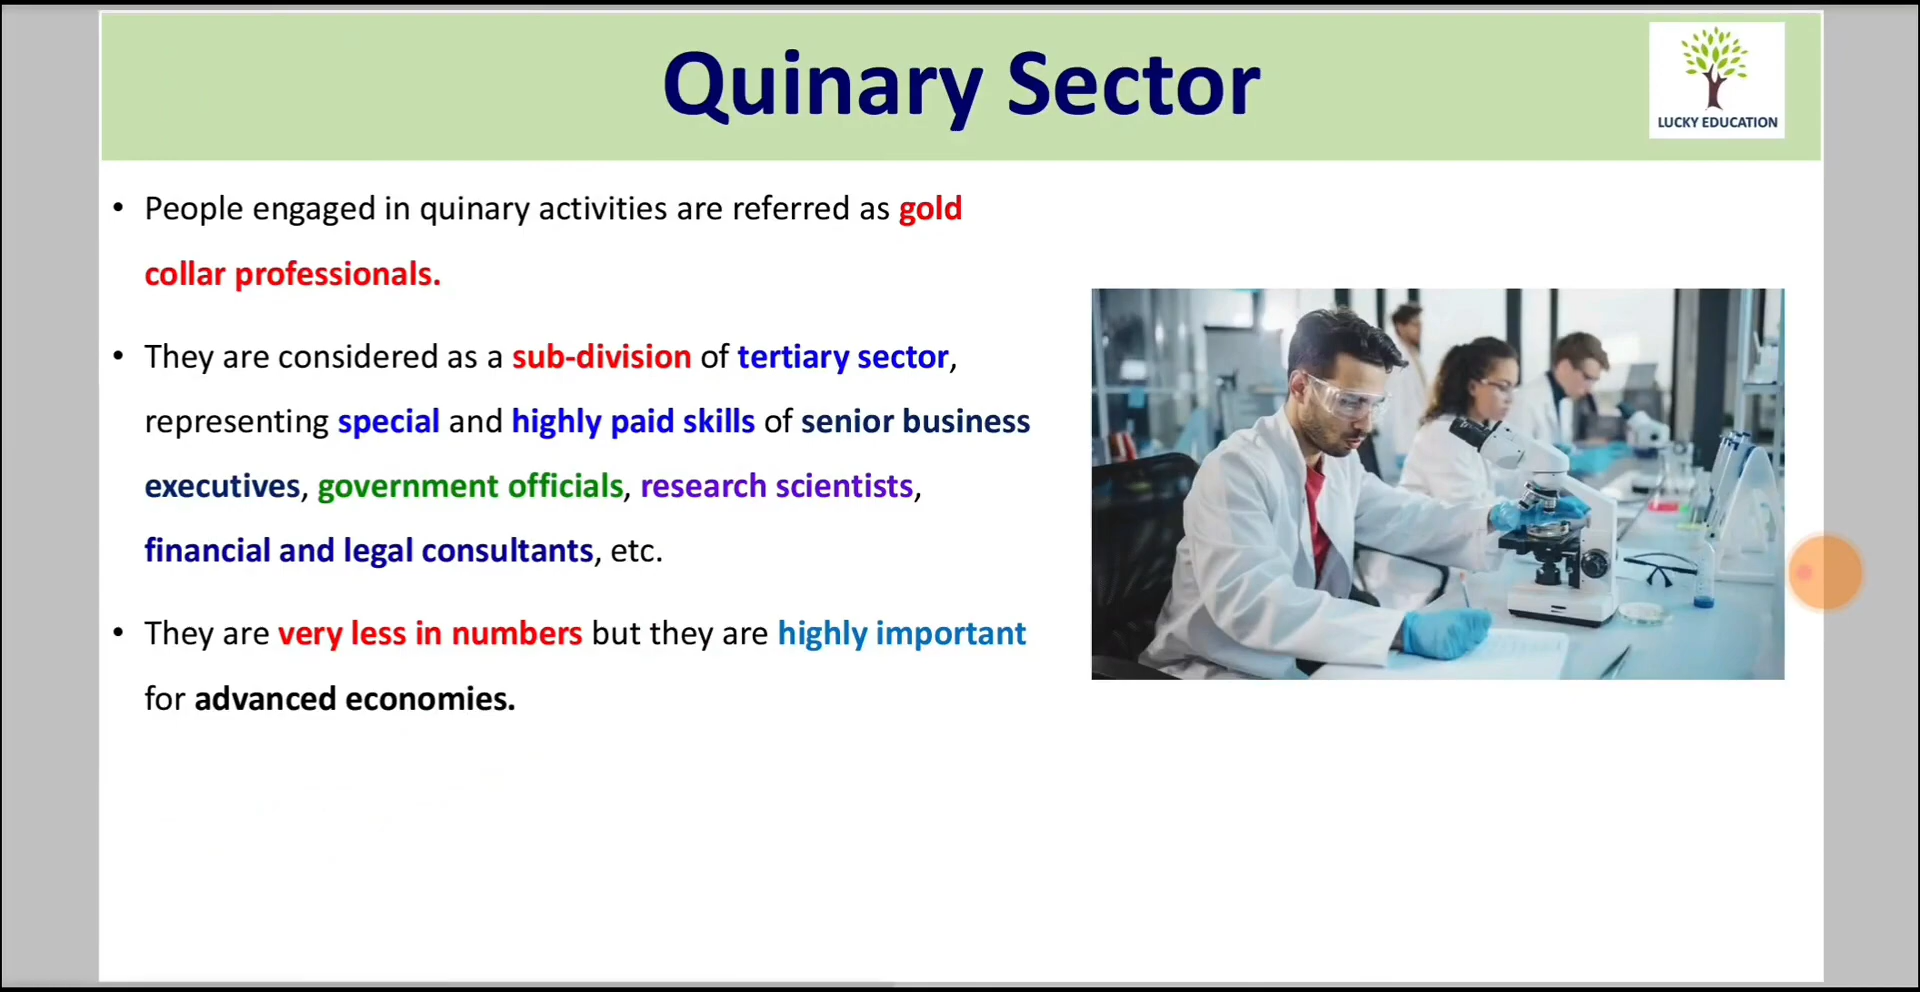 Quinary Sector
LUCKY EDUCATION
• People engaged in quinary activities are referred as gold
collar professionals.
• They are considered as a sub-division of tertiary sector,
representing special and highly paid skills of senior business
executives, government officials, research scientists,
financial and legal consultants, etc.
• They are very less in numbers but they are highly important
for advanced economies.